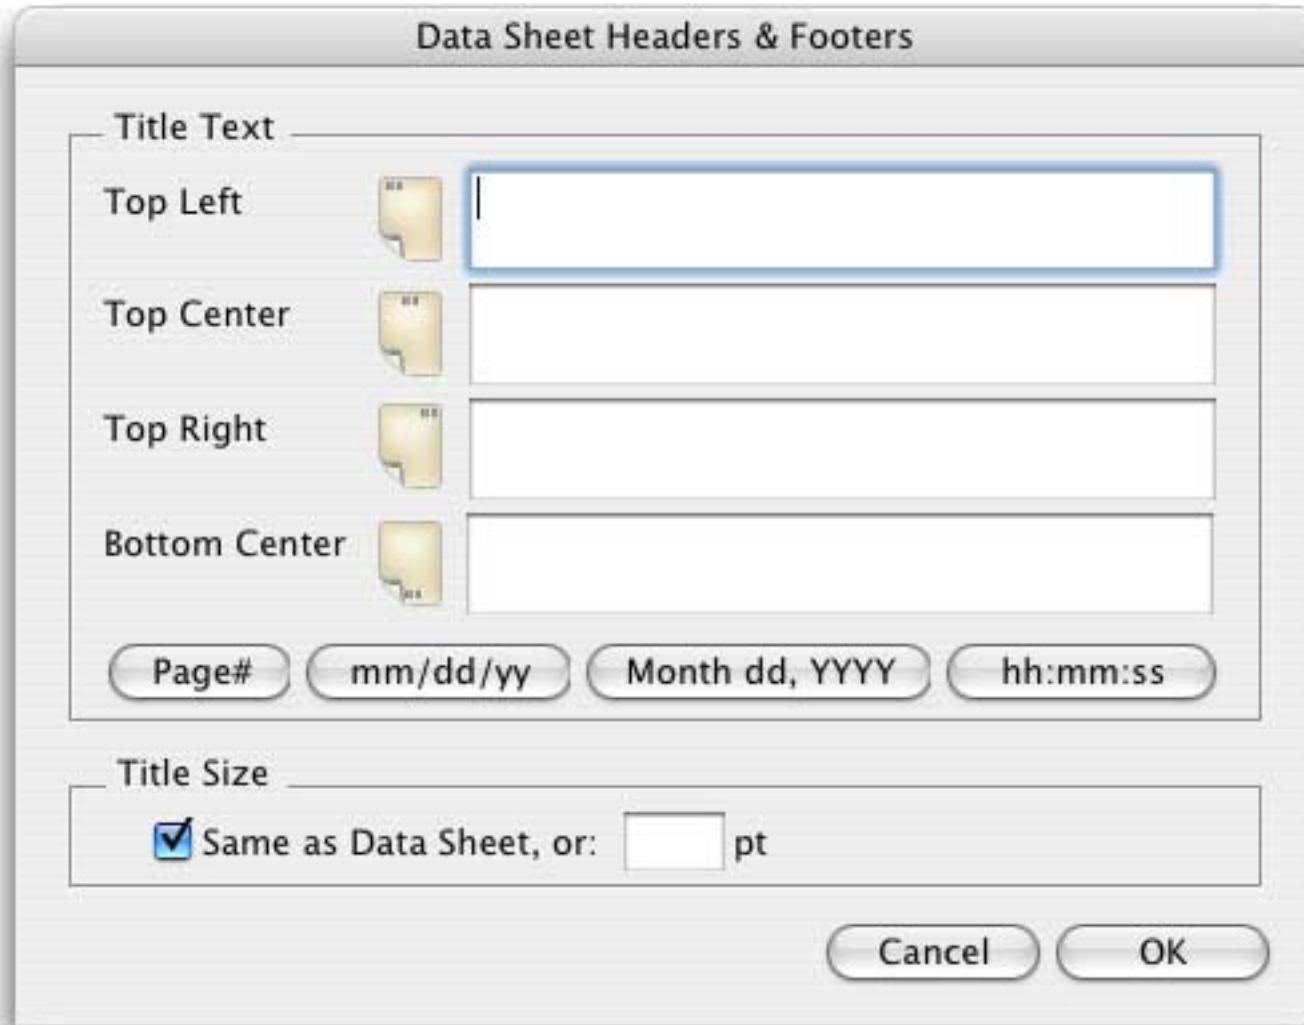 Data Sheet Headers & Footers
Title Text
Top Left
Top Center
Top Right
Bottom Center
Page# mm/dd/yy Month dd, YYYY hh:mm:ss
Title Size
Same as Data Sheet, or: pt
Cancel OK